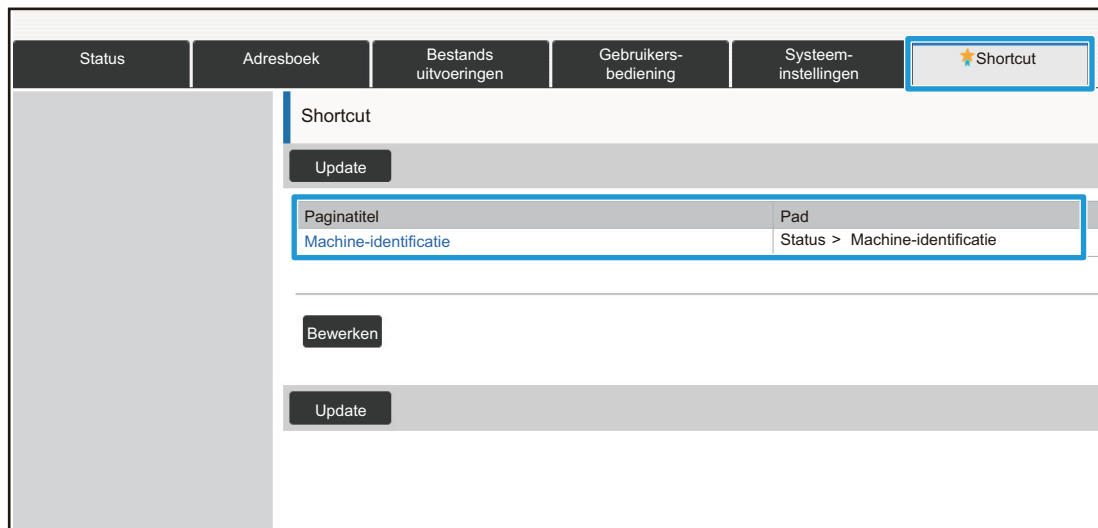 Status
Adresboek
Bestands
uitvoeringen
Gebruikers-
bediening
Systeem-
instellingen
Shortcut
Shortcut
Update
Paginatitel Pad
Machine-identificatie Status > Machine-identificatie
Bewerken
Update